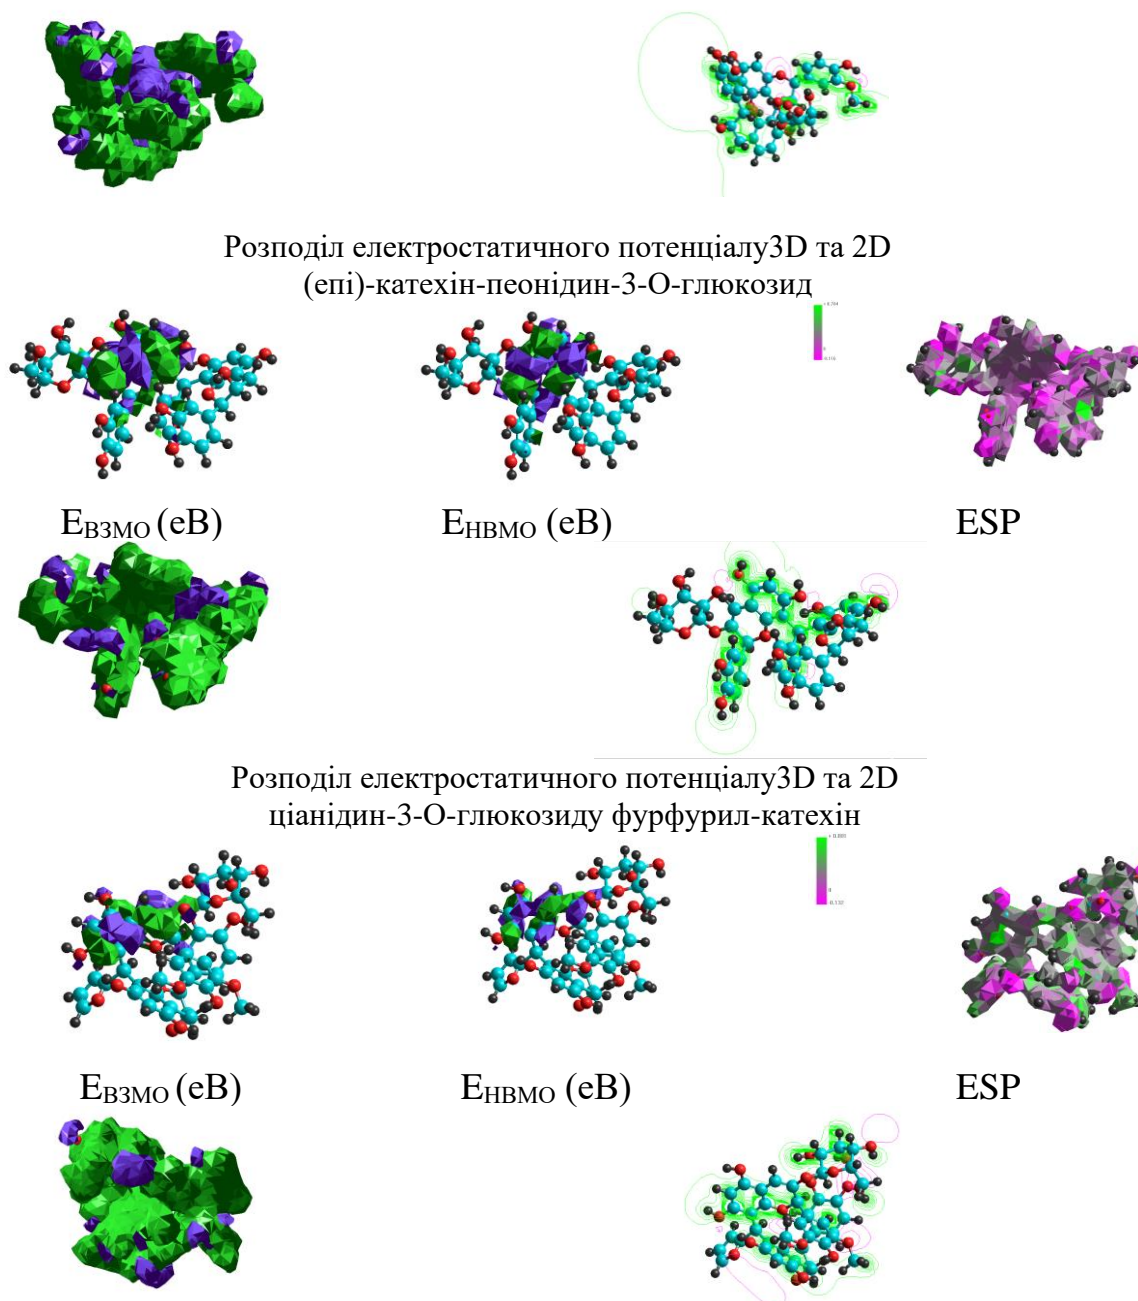 Розподіл електростатичного потенціалу3D та 2D
(епі)-катехін-пеонідин-3-О-глюкозид
EВЗМО (еВ) EНВМО (еВ) ESP
Розподіл електростатичного потенціалу3D та 2D
ціанідин-3-О-глюкозиду фурфурил-катехін
EВЗМО (еВ) EНВМО (еВ) ESP